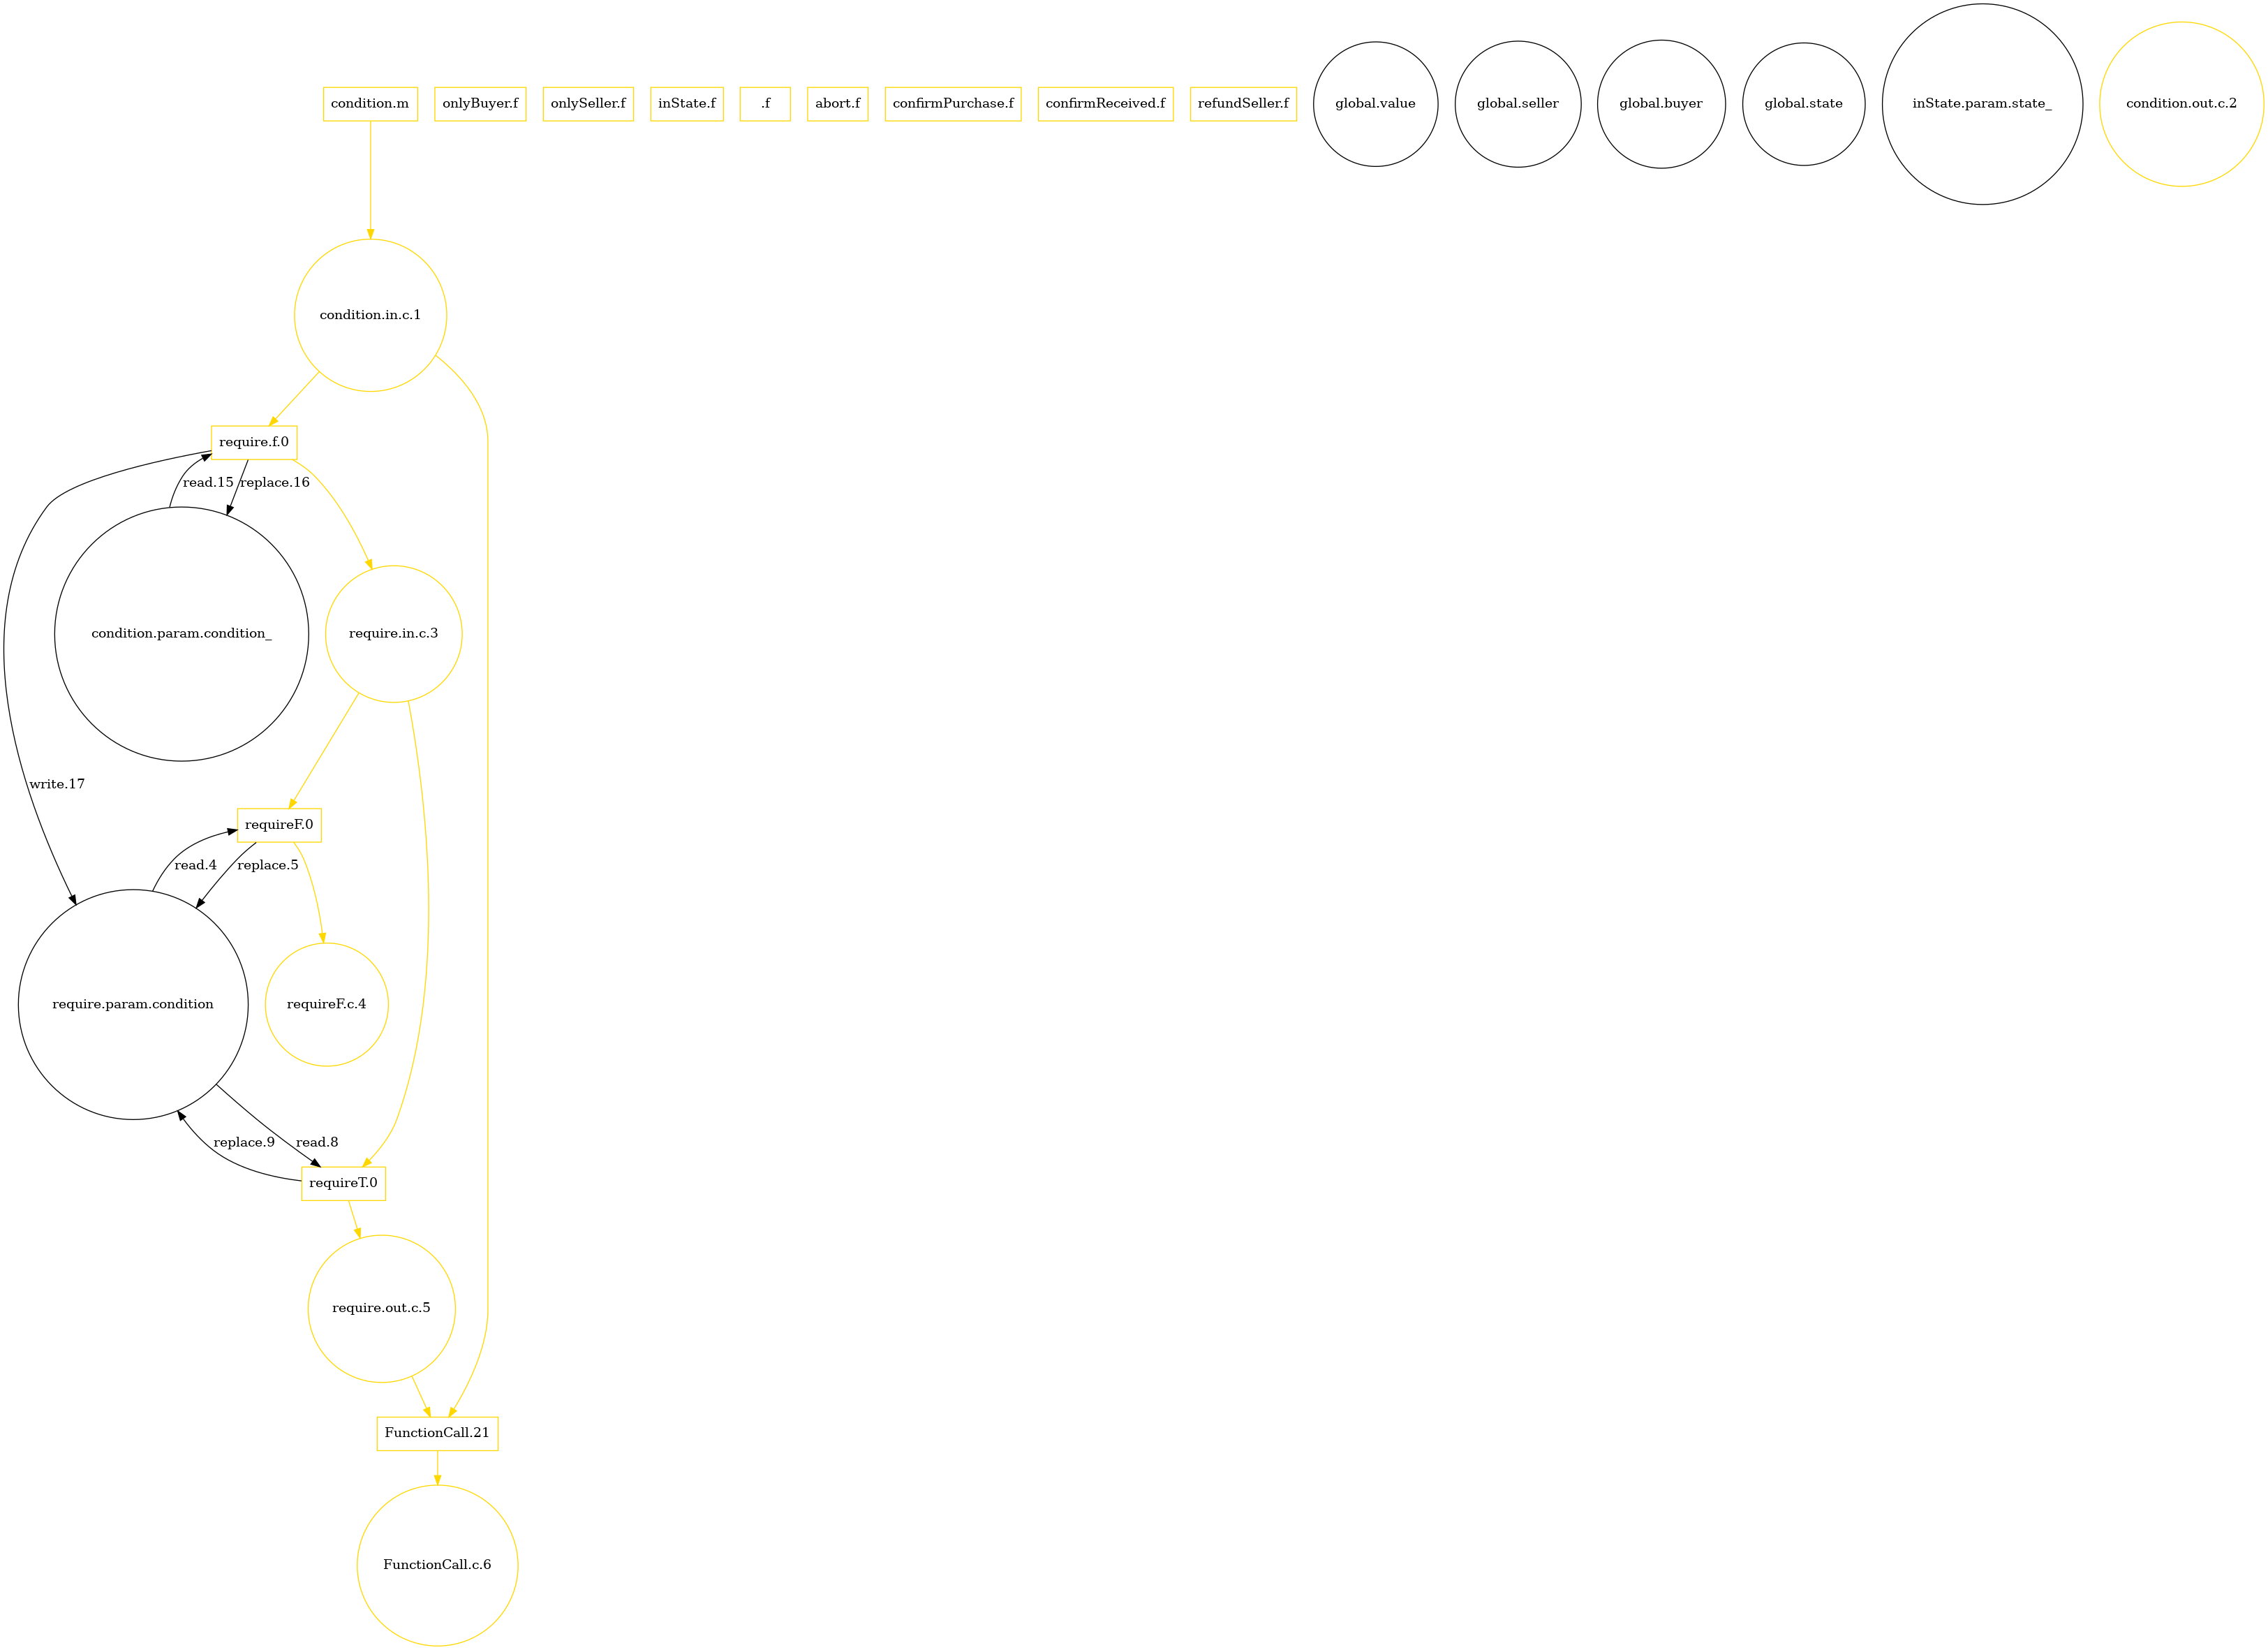 condition.m
onlyBuyer.f
onlySeller.f
inState.f
.f
abort.f
confirmPurchase.f
confirmReceived.f
refundSeller.f
global.value
global.seller
global.buyer
global.state
inState.param.state_
condition.out.c.2
condition.in.c.1
require.f.0
read.15
replace.16
condition.param.condition_
require.in.c.3
write.17
requireF.0
read.4
replace.5
require.param.condition
requireF.c.4
replace.9
read.8
requireT.0
require.out.c.5
FunctionCall.21
FunctionCall.c.6